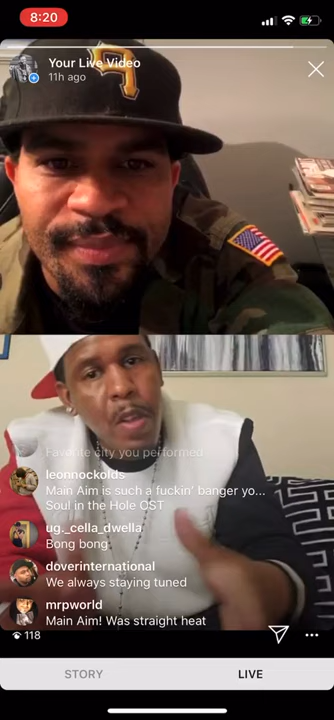 8:20
Your Live Video
11h ago
P
Favorite city you performed
leonnockolds
Main Aim is such a fuckin' banger yo...
Soul in the Hole OST
ug._cella_dwella
Bong bong
doverinternational
We always staying tuned
mrpworld
Main Aim! Was straight heat
118
STORY
LIVE